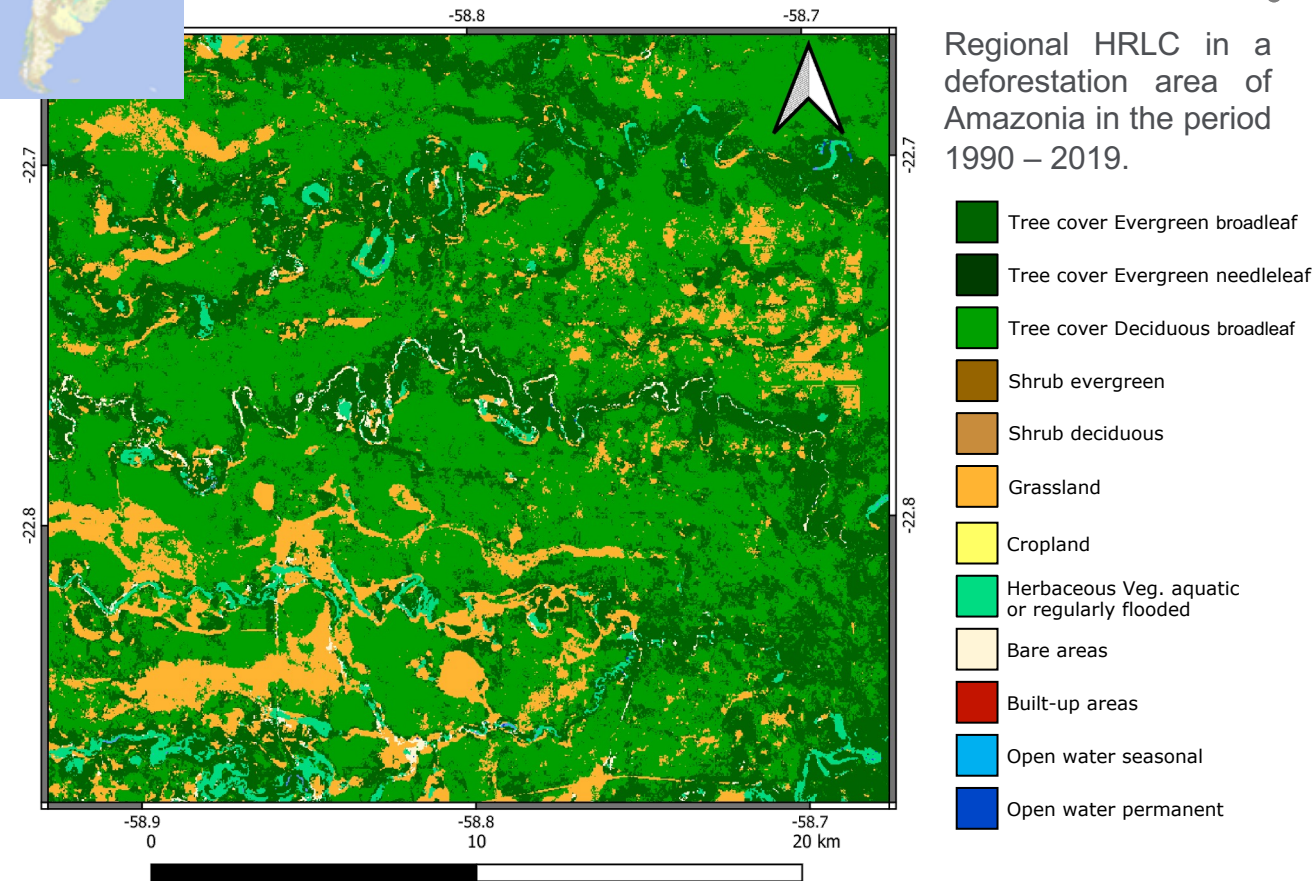 -58.8
-58.7
Regional HRLC in a
deforestation area of
Amazonia in the period
1990 – 2019.
-22.7
-22.7
Tree cover Evergreen broadleaf
Tree cover Evergreen needleleaf
Tree cover Deciduous broadleaf
Shrub evergreen
Shrub deciduous
Grassland
-22.8
-22.8
Cropland
Herbaceous Veg. aquatic
or regularly flooded
Bare areas
Built-up areas
Open water seasonal
Open water permanent
-58.9
-58.8
-58.7
0
10
20 km